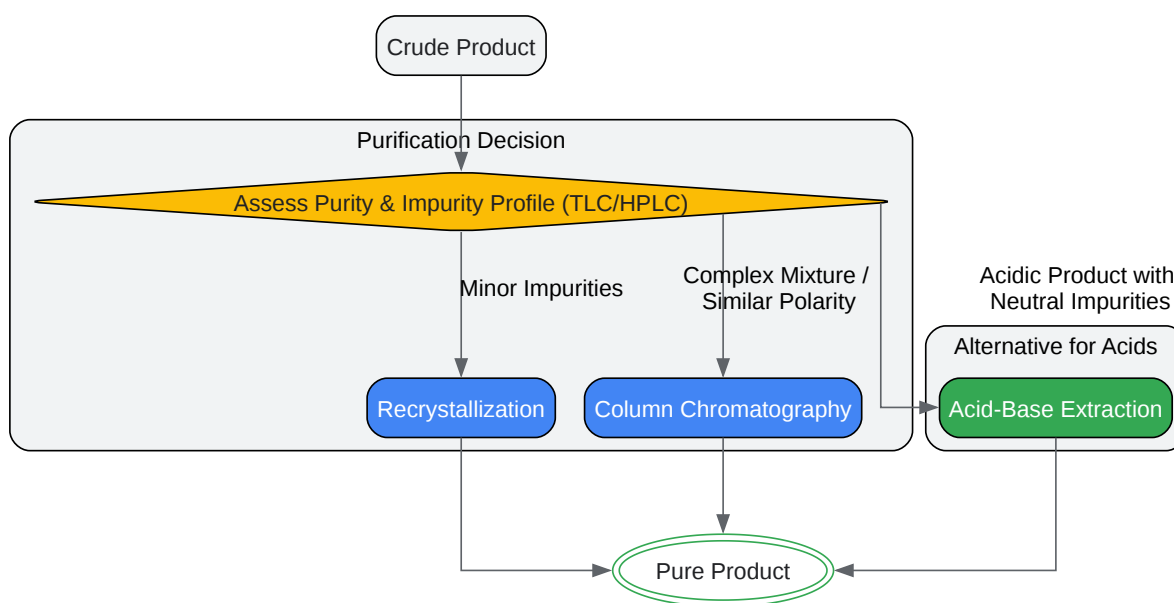 Crude Product
Purification Decision
Assess Purity & Impurity Profile (TLC/HPLC)
Minor Impurities
Complex Mixture /
Similar Polarity
Acidic Product with
Neutral Impurities
Alternative for Acids
Recrystallization
Column Chromatography
Acid-Base Extraction
Pure Product